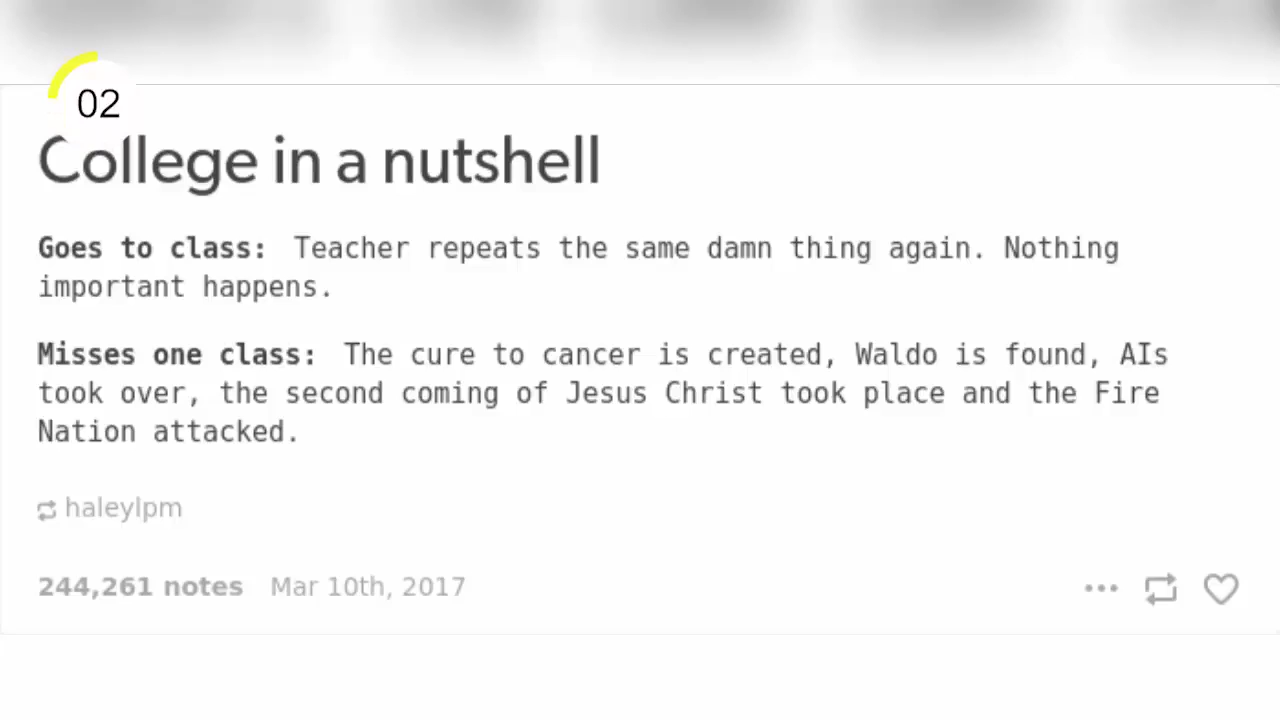 02
College in a nutshell
Goes to class: Teacher repeats the same damn thing again. Nothing
important happens.
Misses one class: The cure to cancer is created, Waldo is found, AIs
took over, the second coming of Jesus Christ took place and the Fire
Nation attacked.
haleylpm
244,261 notes Mar 10th, 2017